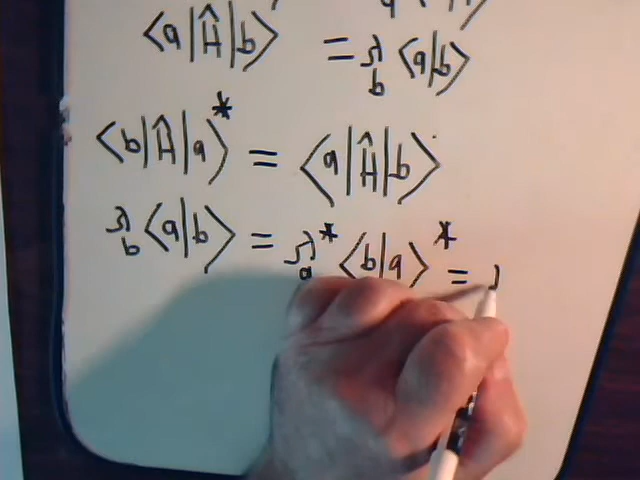 ⟨a|Ĥ|b⟩ = λ_b ⟨a|b⟩
⟨b|Ĥ|a⟩* = ⟨a|Ĥ|b⟩
λ_b ⟨a|b⟩ = λ_a* ⟨b|a⟩* =